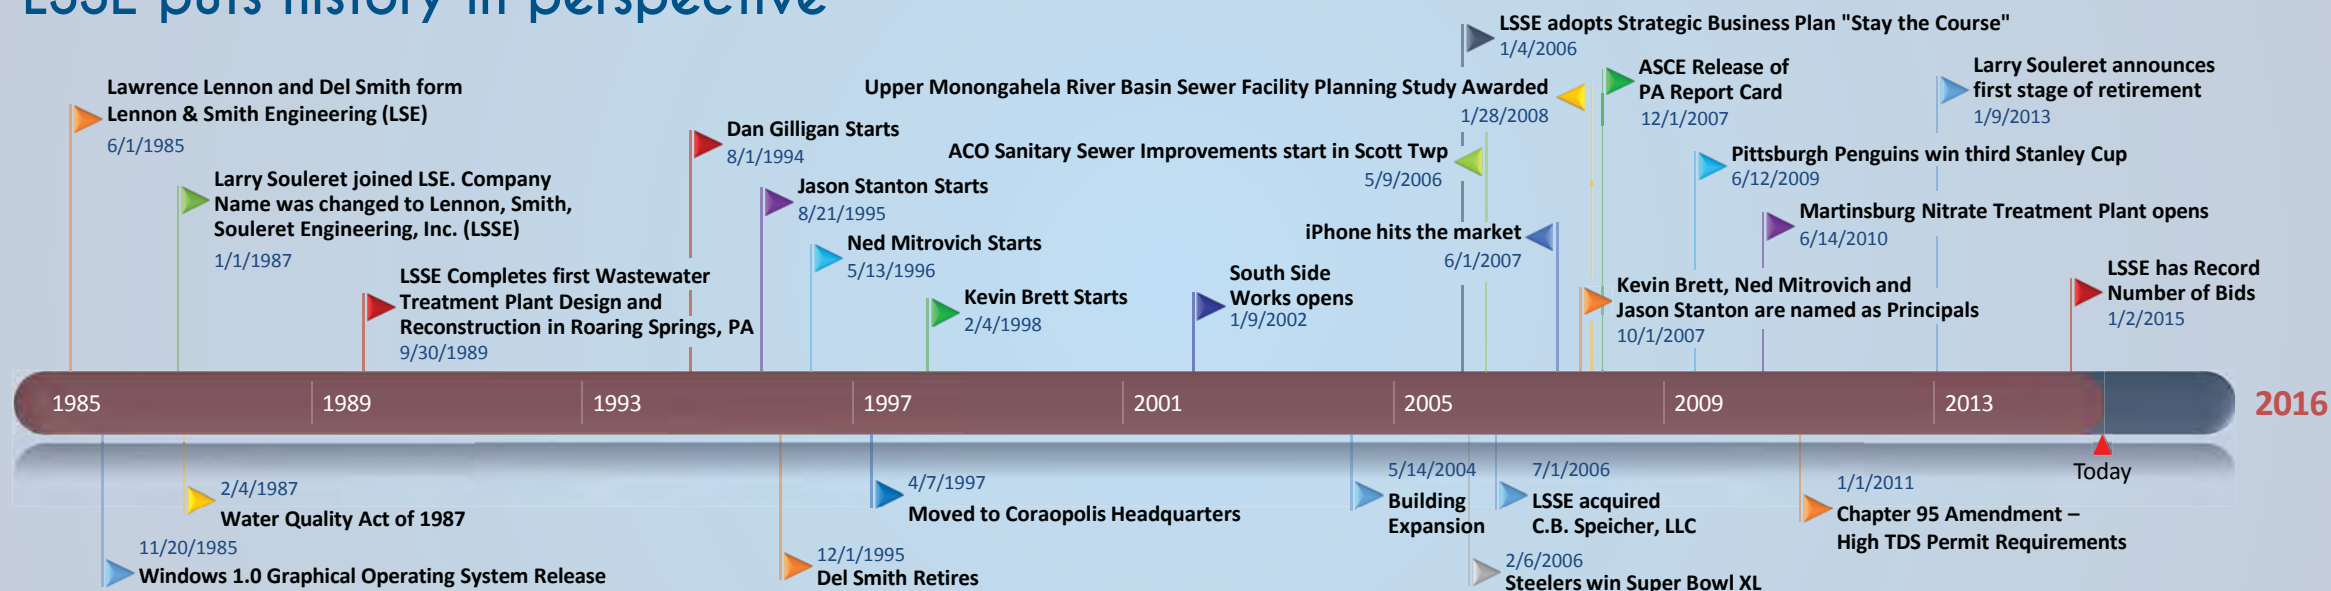 LSSE puts history in perspective
LSSE adopts Strategic Business Plan "Stay the Course"
1/4/2006
Lawrence Lennon and Del Smith form
Lennon & Smith Engineering (LSE)
6/1/1985
Upper Monongahela River Basin Sewer Facility Planning Study Awarded
1/28/2008
ASCE Release of
PA Report Card
12/1/2007
Larry Souleret announces
first stage of retirement
1/9/2013
Dan Gilligan Starts
8/1/1994
ACO Sanitary Sewer Improvements start in Scott Twp
5/9/2006
Pittsburgh Penguins win third Stanley Cup
6/12/2009
Larry Souleret joined LSE. Company
Name was changed to Lennon, Smith,
Souleret Engineering, Inc. (LSSE)
1/1/1987
Jason Stanton Starts
8/21/1995
Martinsburg Nitrate Treatment Plant opens
6/14/2010
Ned Mitrovich Starts
5/13/1996
iPhone hits the market
6/1/2007
LSSE Completes first Wastewater
Treatment Plant Design and
Reconstruction in Roaring Springs, PA
9/30/1989
Kevin Brett Starts
2/4/1998
South Side
Works opens
1/9/2002
Kevin Brett, Ned Mitrovich and
Jason Stanton are named as Principals
10/1/2007
LSSE has Record
Number of Bids
1/2/2015
1985
1989
1993
1997
2001
2005
2009
2013
2016
Today
2/4/1987
Water Quality Act of 1987
11/20/1985
Windows 1.0 Graphical Operating System Release
4/7/1997
Moved to Coraopolis Headquarters
12/1/1995
Del Smith Retires
5/14/2004
Building
Expansion
7/1/2006
LSSE acquired
C.B. Speicher, LLC
2/6/2006
Steelers win Super Bowl XL
1/1/2011
Chapter 95 Amendment –
High TDS Permit Requirements